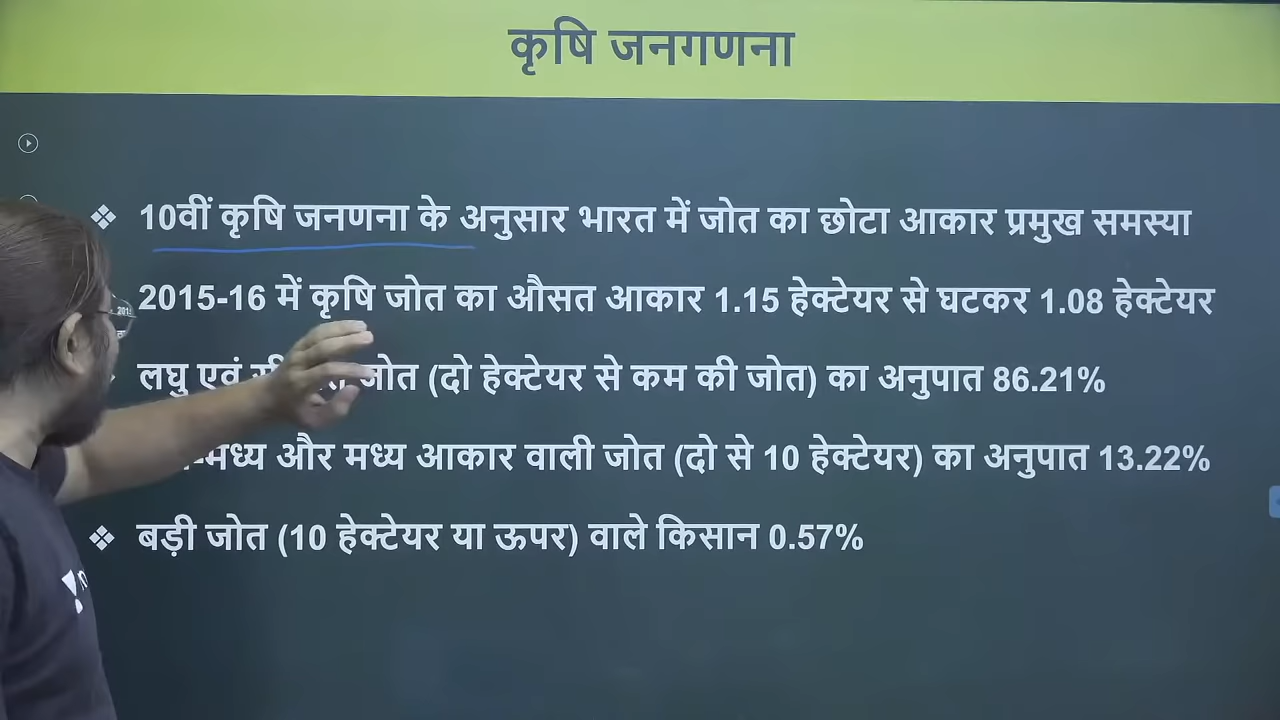 कृषि जनगणना
10वीं कृषि जनणना के अनुसार भारत में जोत का छोटा आकार प्रमुख समस्या
2015-16 में कृषि जोत का औसत आकार 1.15 हेक्टेयर से घटकर 1.08 हेक्टेयर
लघु एवं जोत (दो हेक्टेयर से कम की जोत) का अनुपात 86.21%
और मध्य आकार वाली जोत (दो से 10 हेक्टेयर) का अनुपात 13.22%
बड़ी जोत (10 हेक्टेयर या ऊपर) वाले किसान 0.57%